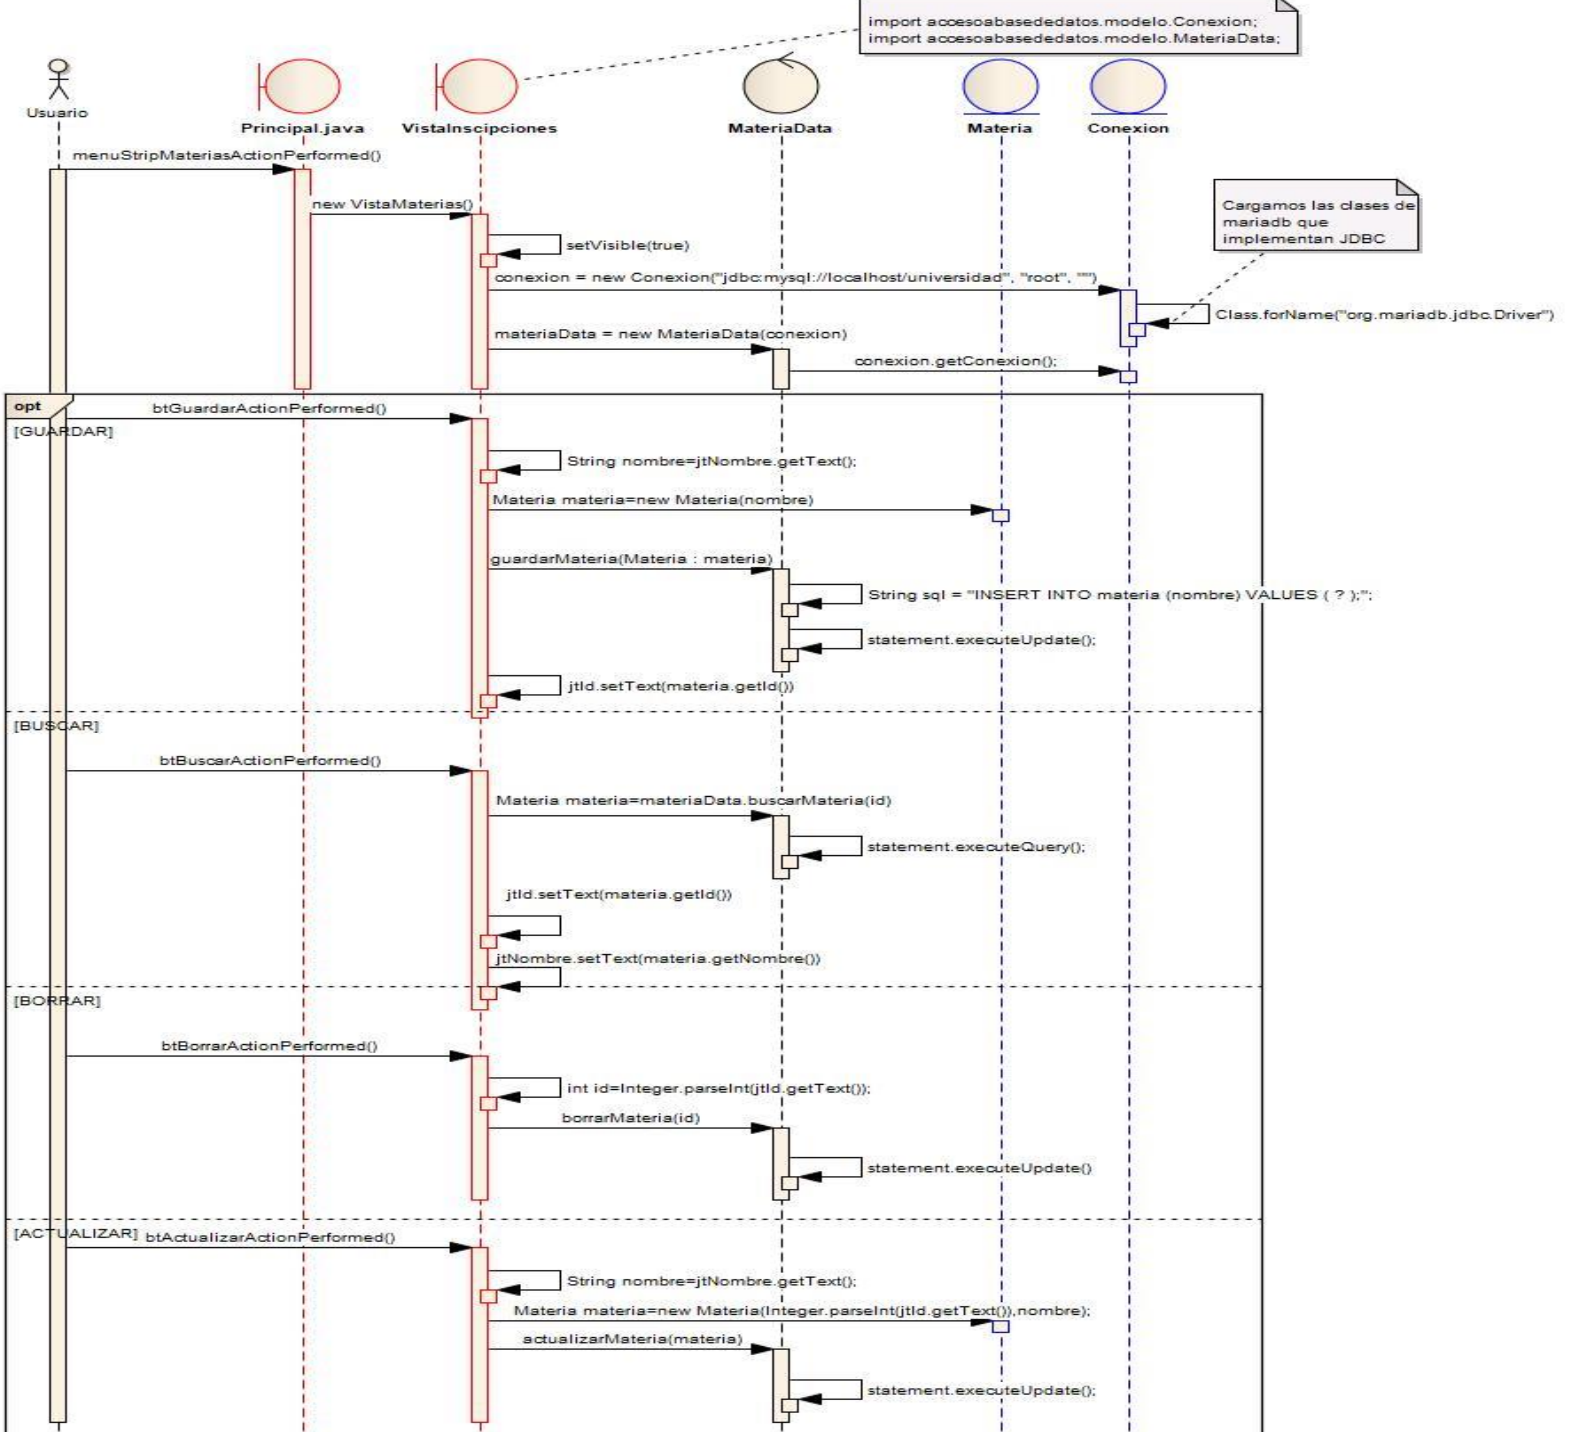 import accesoabasededatos.modelo.Conexion;
import accesoabasededatos.modelo.MateriaData;
Usuario
Principal.java
VistaInscipciones
MateriaData
Materia
Conexion
menuStripMateriasActionPerformed()
new VistaMaterias()
Cargamos las clases de
mariadb que
implementan JDBC
setVisible(true)
conexion = new Conexion("jdbc:mysql://localhost/universidad", "root", "")
Class.forName("org.mariadb.jdbc.Driver")
materiaData = new MateriaData(conexion)
conexion.getConexion();
opt
btGuardarActionPerformed()
[GUARDAR]
String nombre=jtNombre.getText();
Materia materia=new Materia(nombre)
guardarMateria(Materia : materia)
String sql = "INSERT INTO materia (nombre) VALUES ( ? );";
statement.executeUpdate();
jtId.setText(materia.getId())
[BUSCAR]
btBuscarActionPerformed()
Materia materia=materiaData.buscarMateria(id)
statement.executeQuery();
jtId.setText(materia.getId())
jtNombre.setText(materia.getNombre())
[BORRAR]
btBorrarActionPerformed()
int id=Integer.parseInt(jtId.getText());
borrarMateria(id)
statement.executeUpdate()
[ACTUALIZAR]
btActualizarActionPerformed()
String nombre=jtNombre.getText();
Materia materia=new Materia(Integer.parseInt(jtId.getText()),nombre);
actualizarMateria(materia)
statement.executeUpdate();